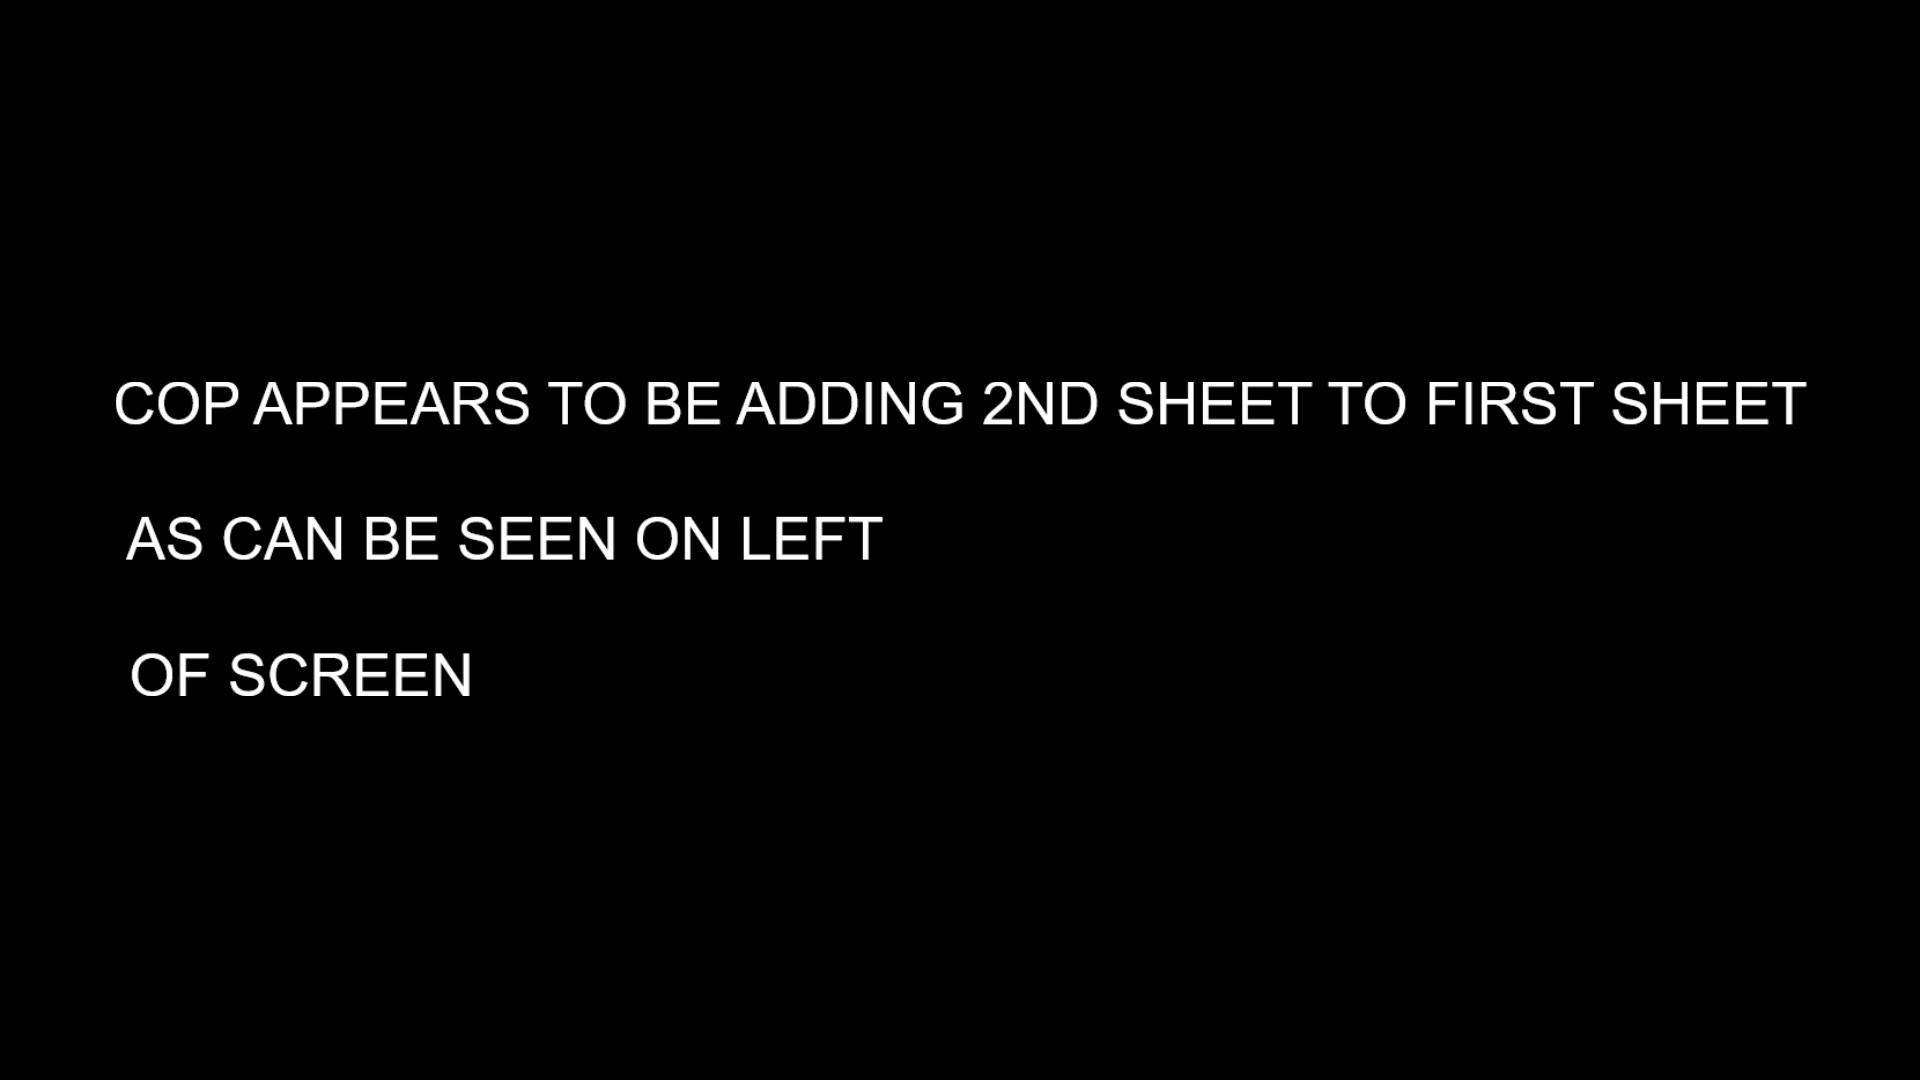 COP APPEARS TO BE ADDING 2ND SHEET TO FIRST SHEET
AS CAN BE SEEN ON LEFT
OF SCREEN